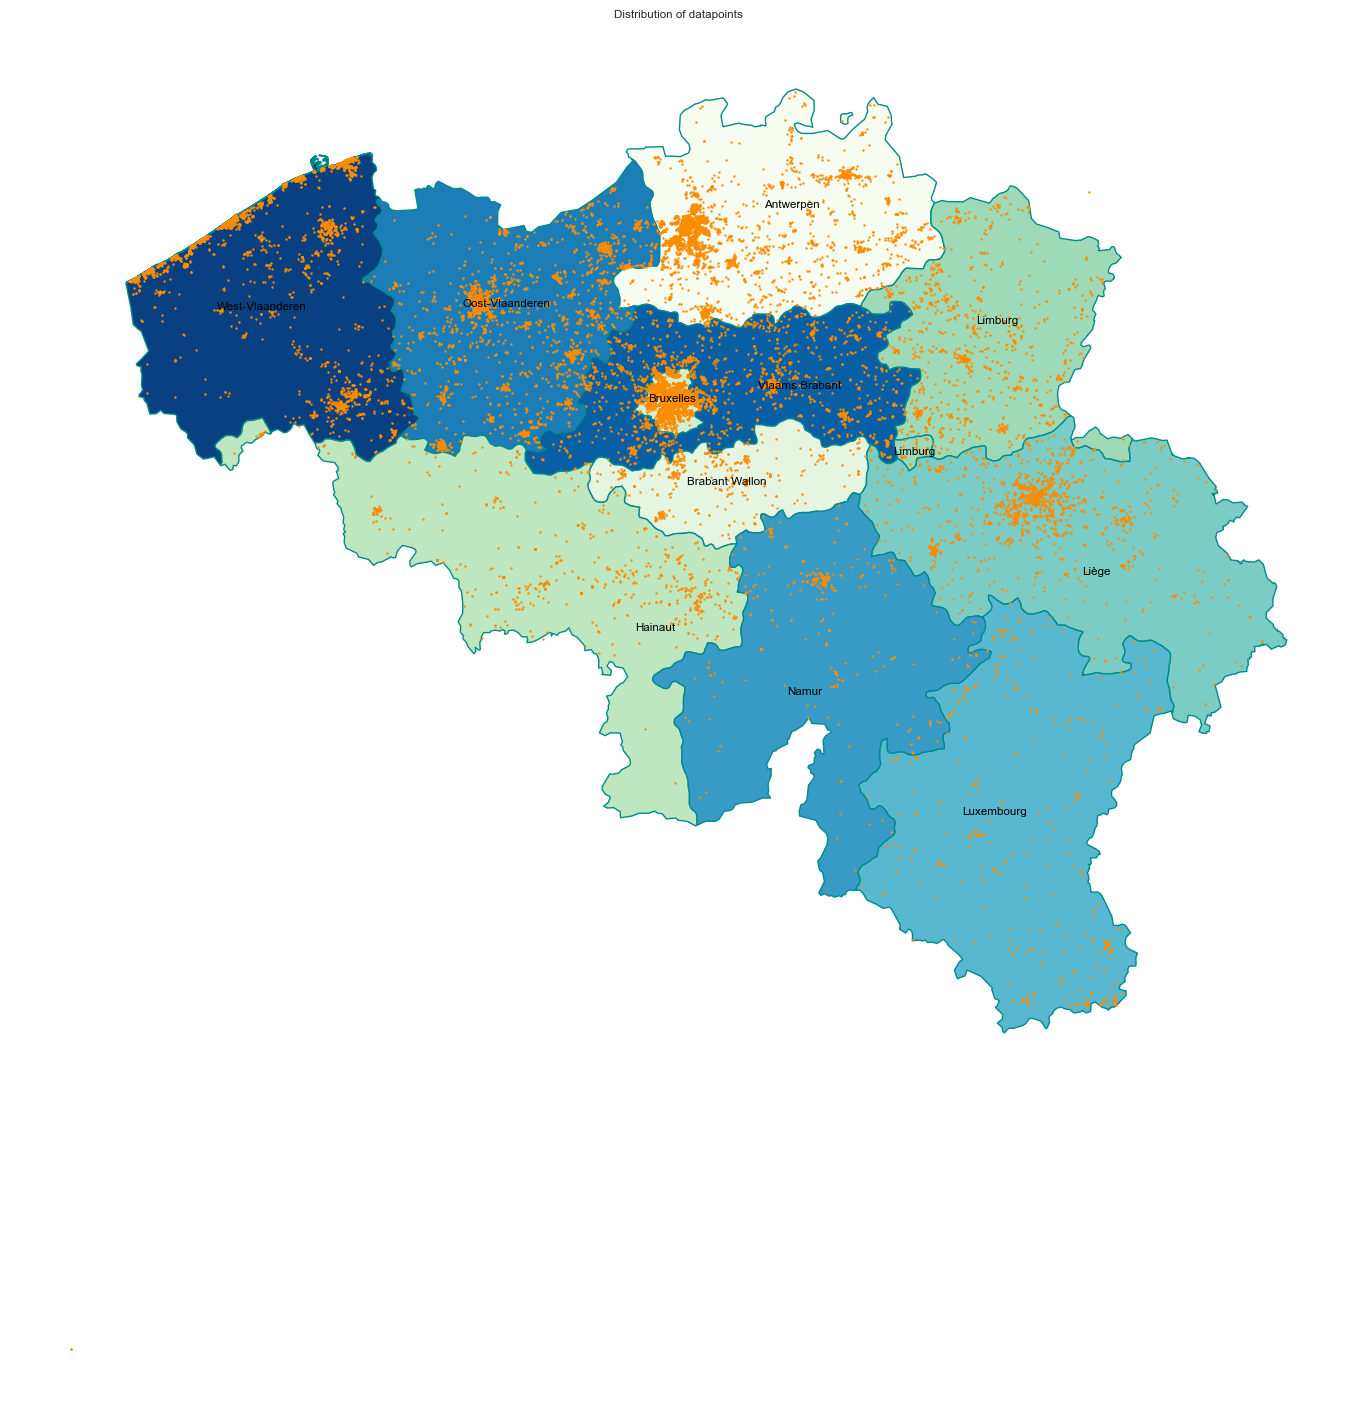 Distribution of datapoints
Antwerpen
West-Vlaanderen
Oost-Vlaanderen
Limburg
Vlaams Brabant
Bruxelles
Limburg
Brabant Wallon
Liège
Hainaut
Namur
Luxembourg